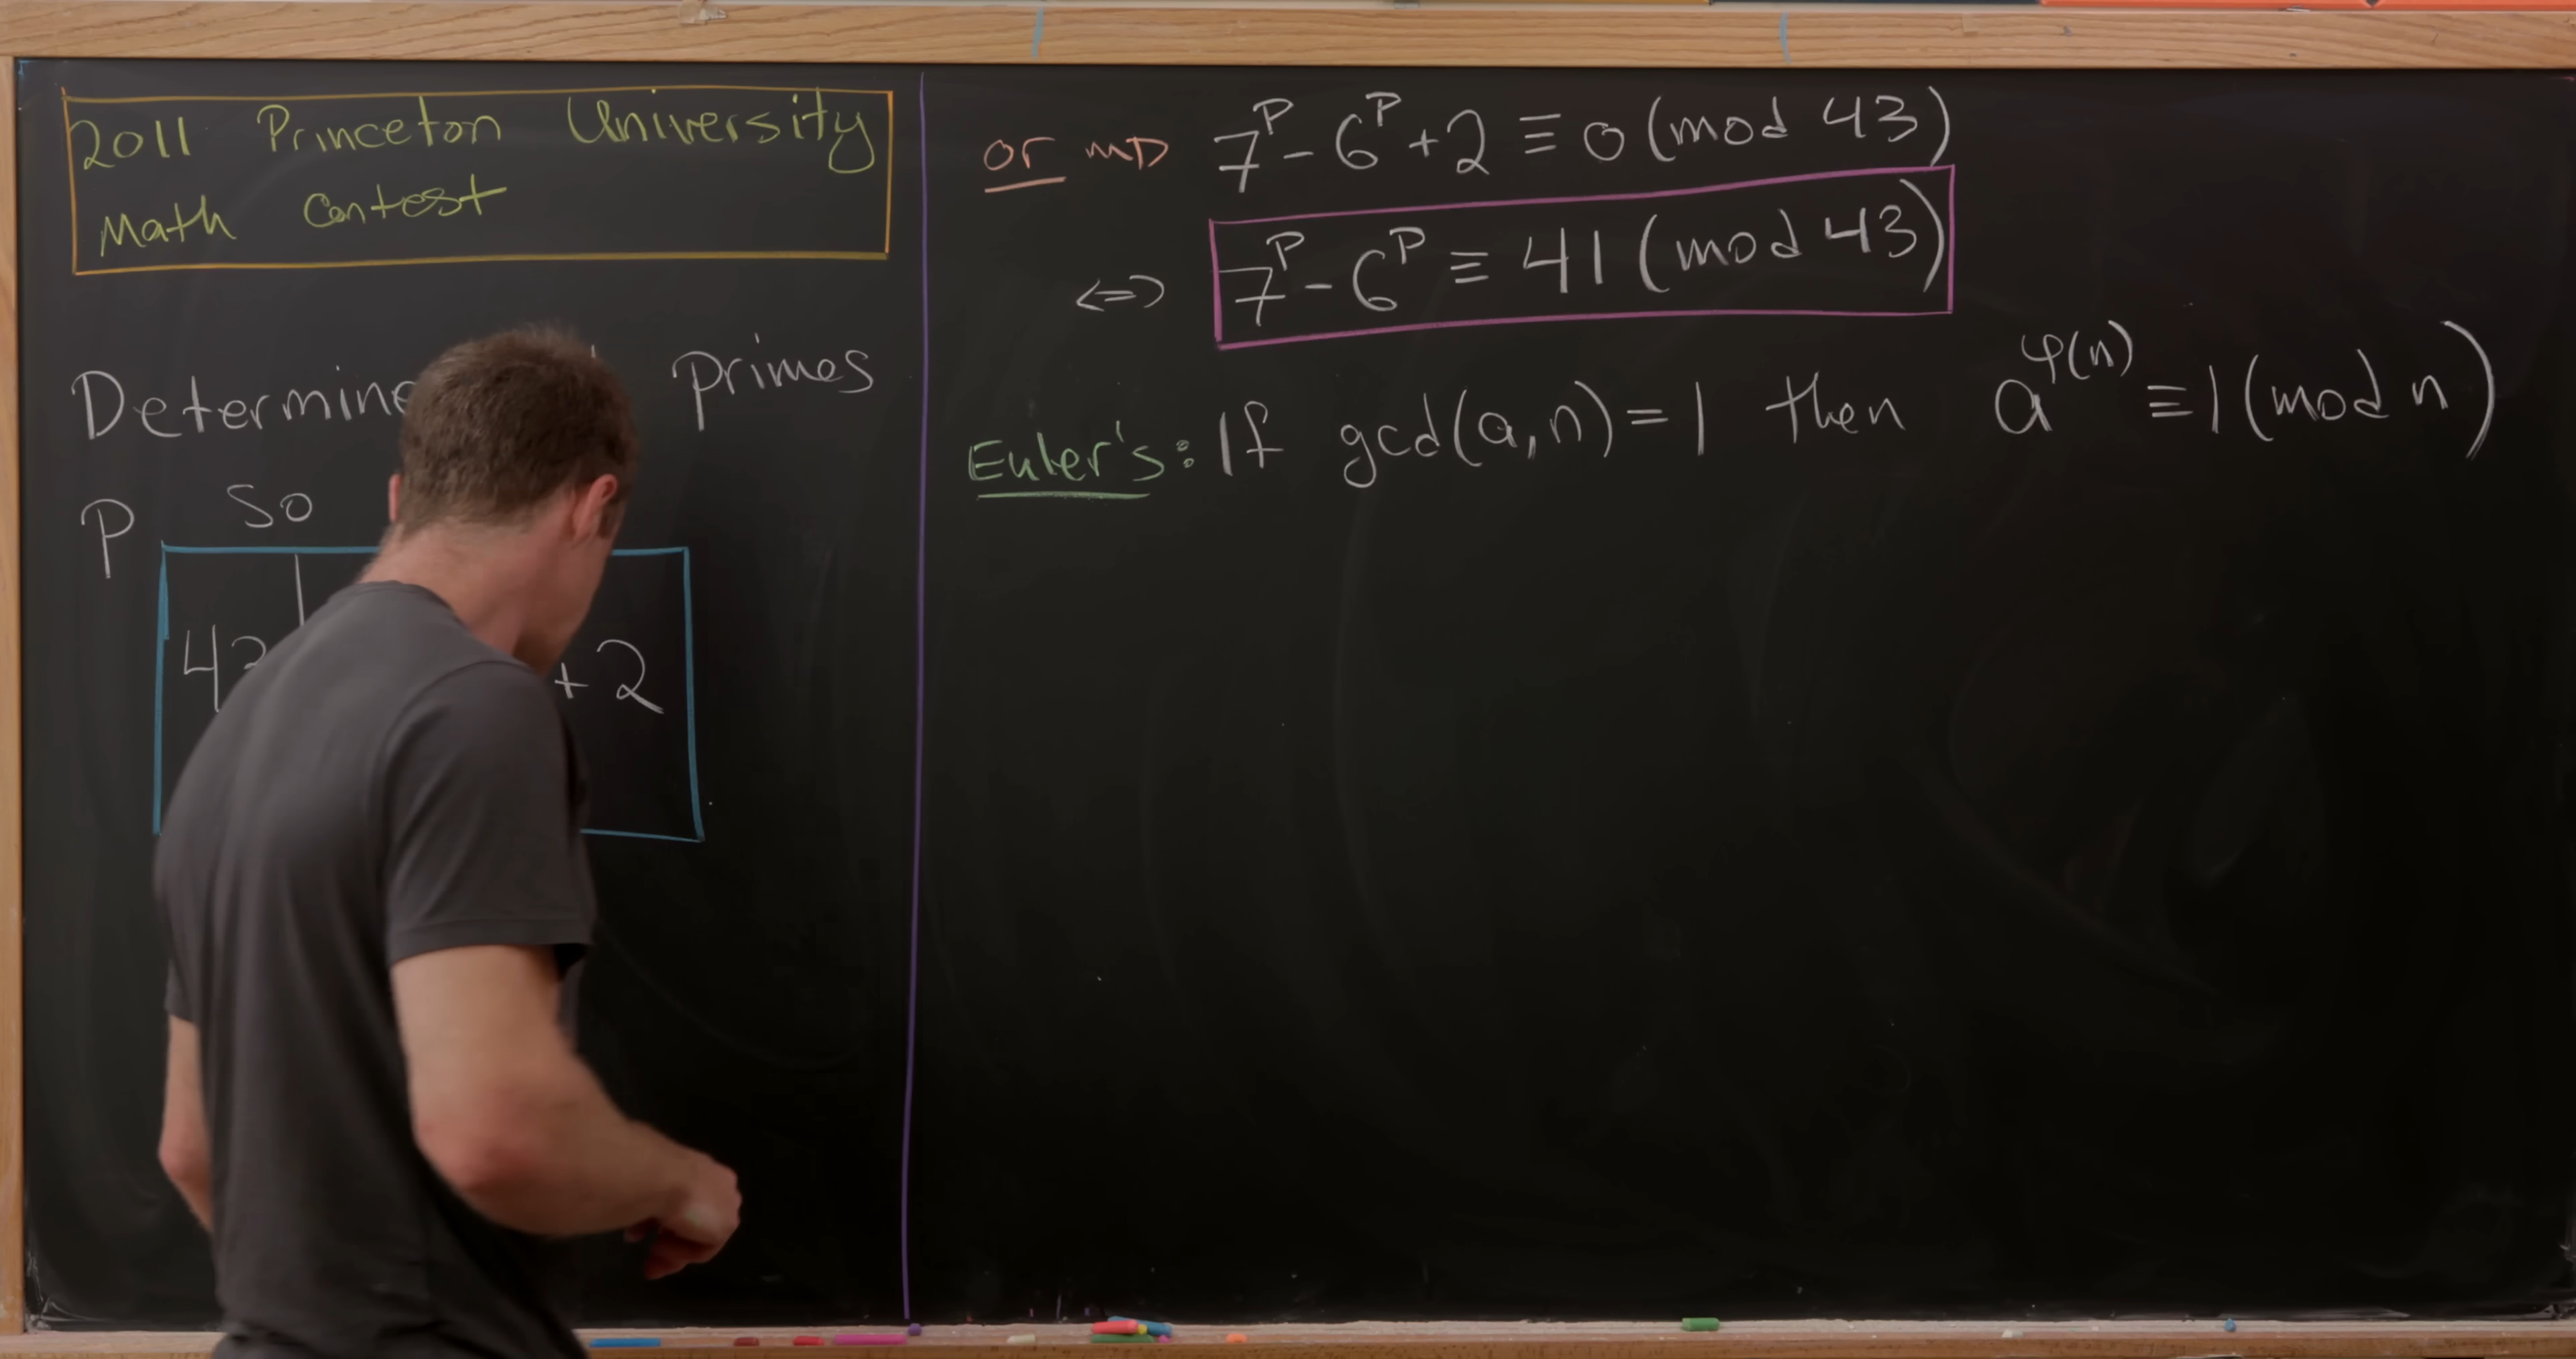 2011 Princeton University
Math Contest
Determine primes
P so
+2
or 7^P - 6^P + 2 ≡ 0 (mod 43)
<=> 7^P - 6^P ≡ 41 (mod 43)
Euler's: If gcd(a,n)=1 then a^φ(n) ≡ 1 (mod n)